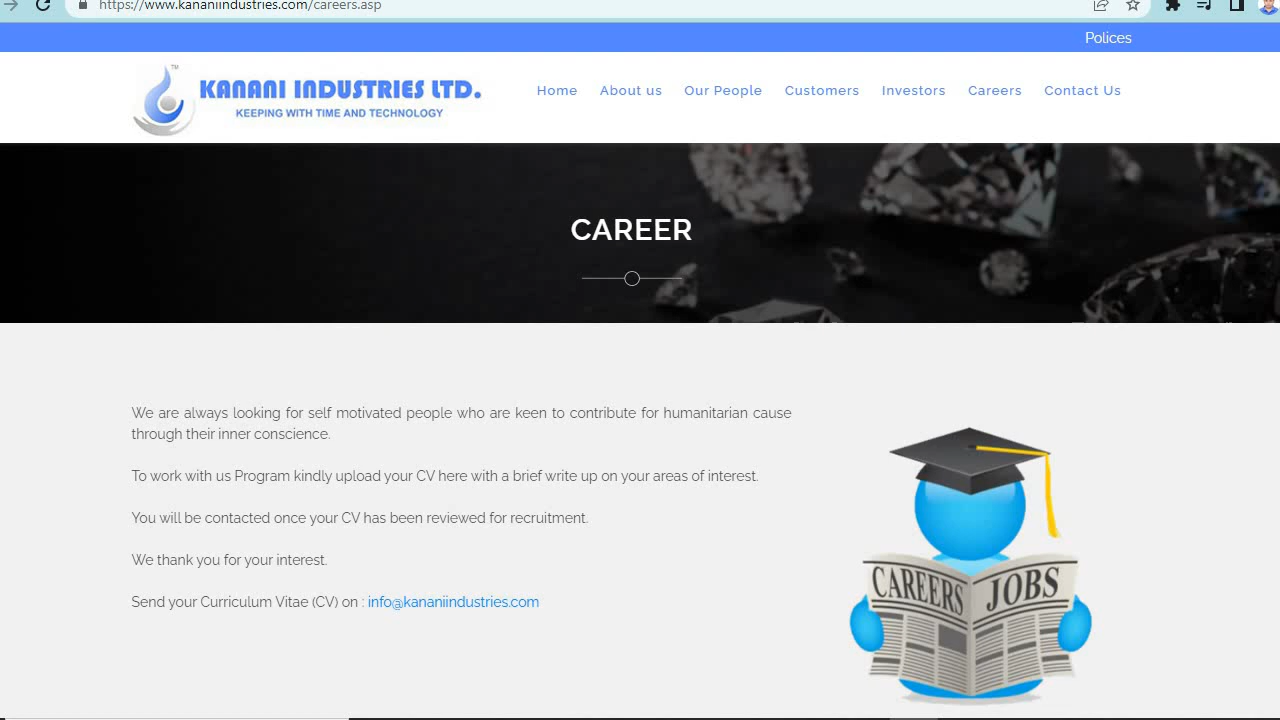 https://www.kananiindustries.com/careers.asp
Polices
TM
KANANI INDUSTRIES LTD.
KEEPING WITH TIME AND TECHNOLOGY
Home
About us
Our People
Customers
Investors
Careers
Contact Us
CAREER
We are always looking for self motivated people who are keen to contribute for humanitarian cause
through their inner conscience.
To work with us Program kindly upload your CV here with a brief write up on your areas of interest.
You will be contacted once your CV has been reviewed for recruitment.
We thank you for your interest.
Send your Curriculum Vitae (CV) on : info@kananiindustries.com
CAREERS
JOBS